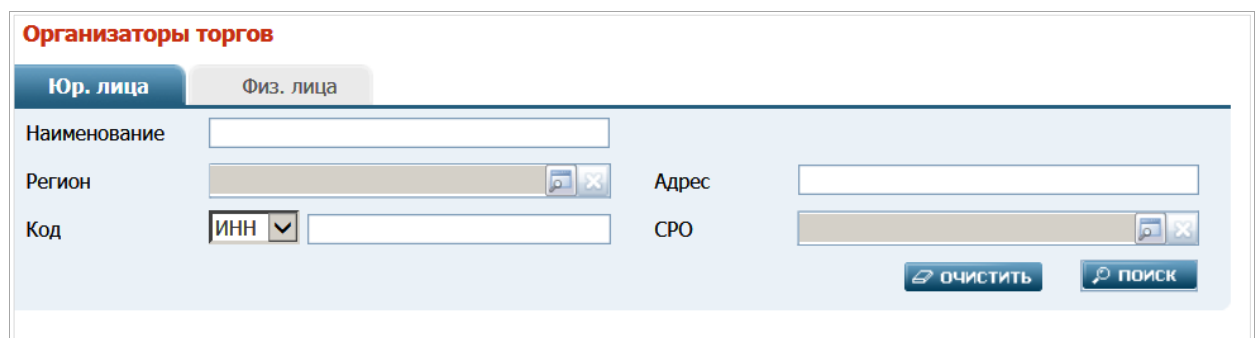 Организаторы торгов
Юр. лица Физ. лица
Наименование
Регион Адрес
Код ИНН СРО
ОЧИСТИТЬ ПОИСК